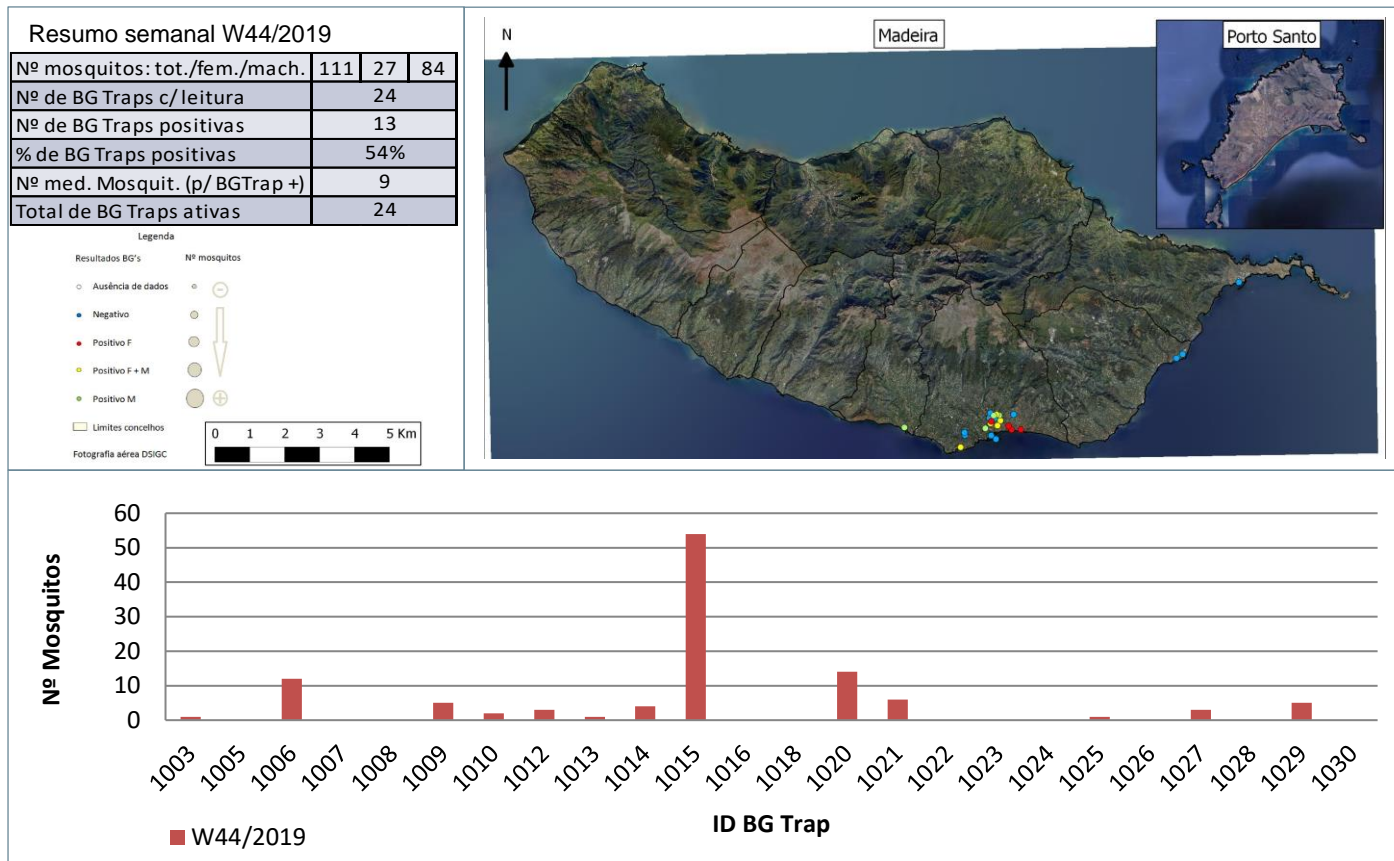 Resumo semanal W44/2019
Nº mosquitos: tot./fem./mach. 111 27 84
Nº de BG Traps c/ leitura 24
Nº de BG Traps positivas 13
% de BG Traps positivas 54%
Nº med. Mosquit. (p/ BGTrap +) 9
Total de BG Traps ativas 24
Legenda
Resultados BG's Nº mosquitos
Ausência de dados
Negativo
Positivo F
Positivo F + M
Positivo M
Limites concelhos
Fotografia aérea DSIGC
0 1 2 3 4 5 Km
N
Madeira
Porto Santo
60
50
40
30
20
10
0
Nº Mosquitos
1003 1005 1006 1007 1008 1009 1010 1012 1013 1014 1015 1016 1018 1020 1021 1022 1023 1024 1025 1026 1027 1028 1029 1030
ID BG Trap
W44/2019